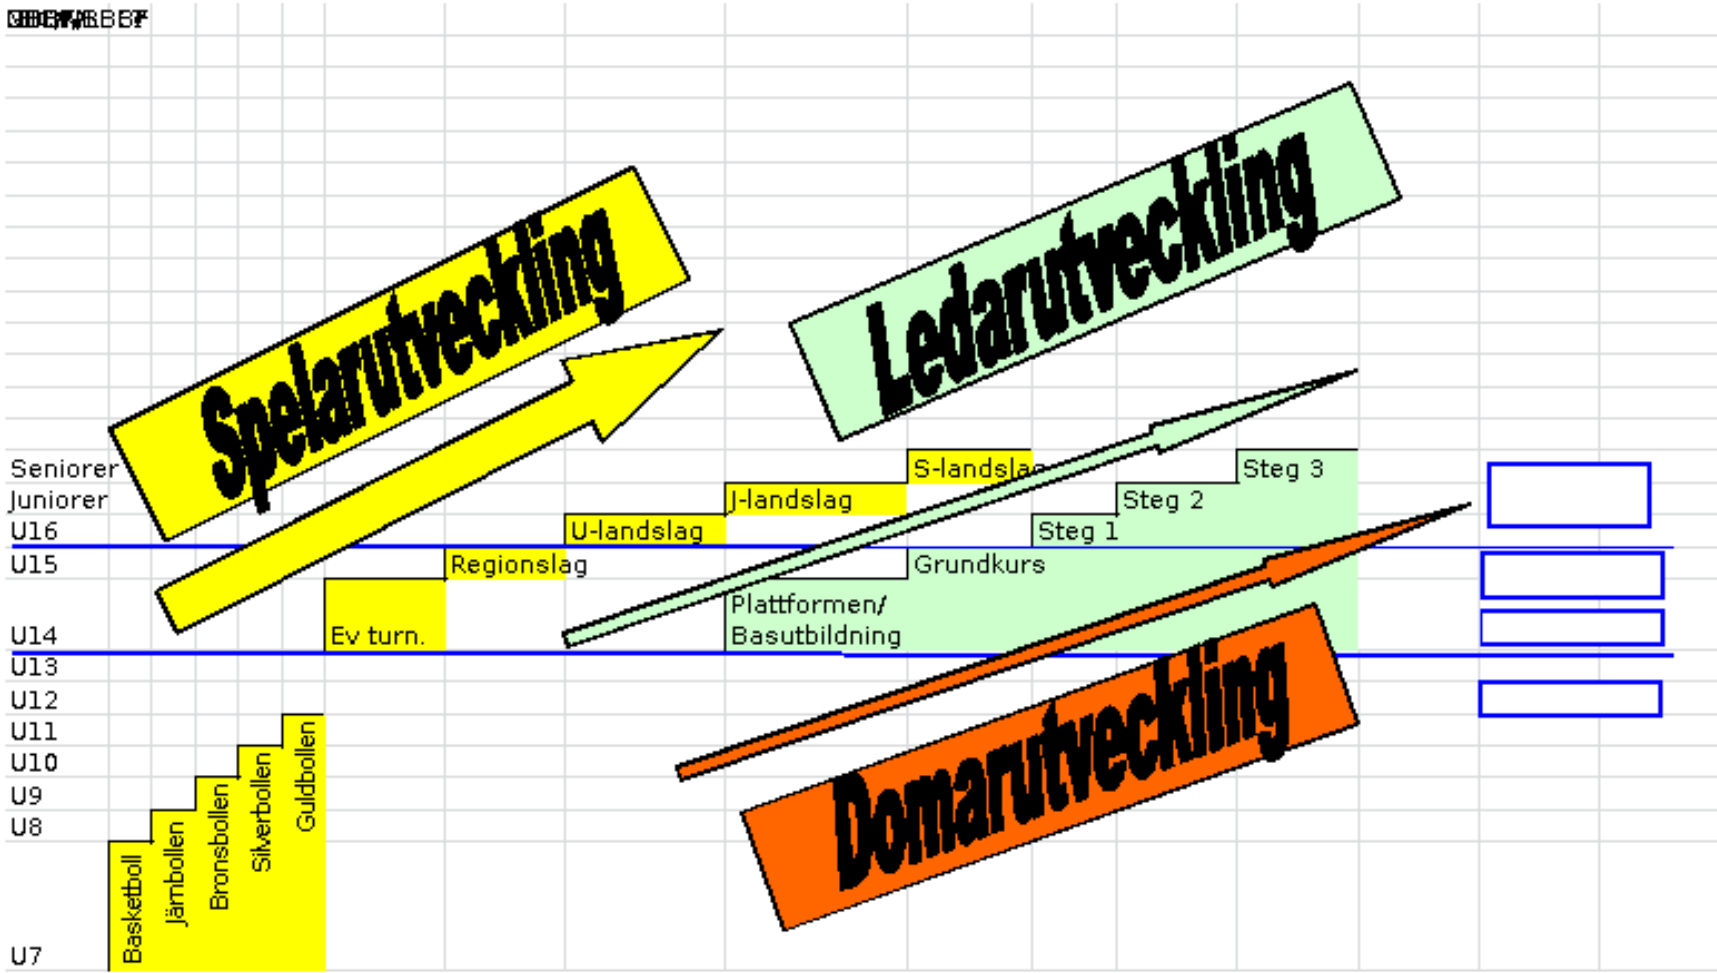 Spelarutveckling
Ledarutveckling
Seniorer
S-landslag
Steg 3
Juniorer
J-landslag
Steg 2
U16
U-landslag
Steg 1
U15
Regionslag
Grundkurs
Plattformen/
U14
Ev turn.
Basutbildning
U13
U12
U11
U10
U9
U8
U7
Basketboll
Järnbollen
Bronsbollen
Silverbollen
Guldbollen
Domarutveckling